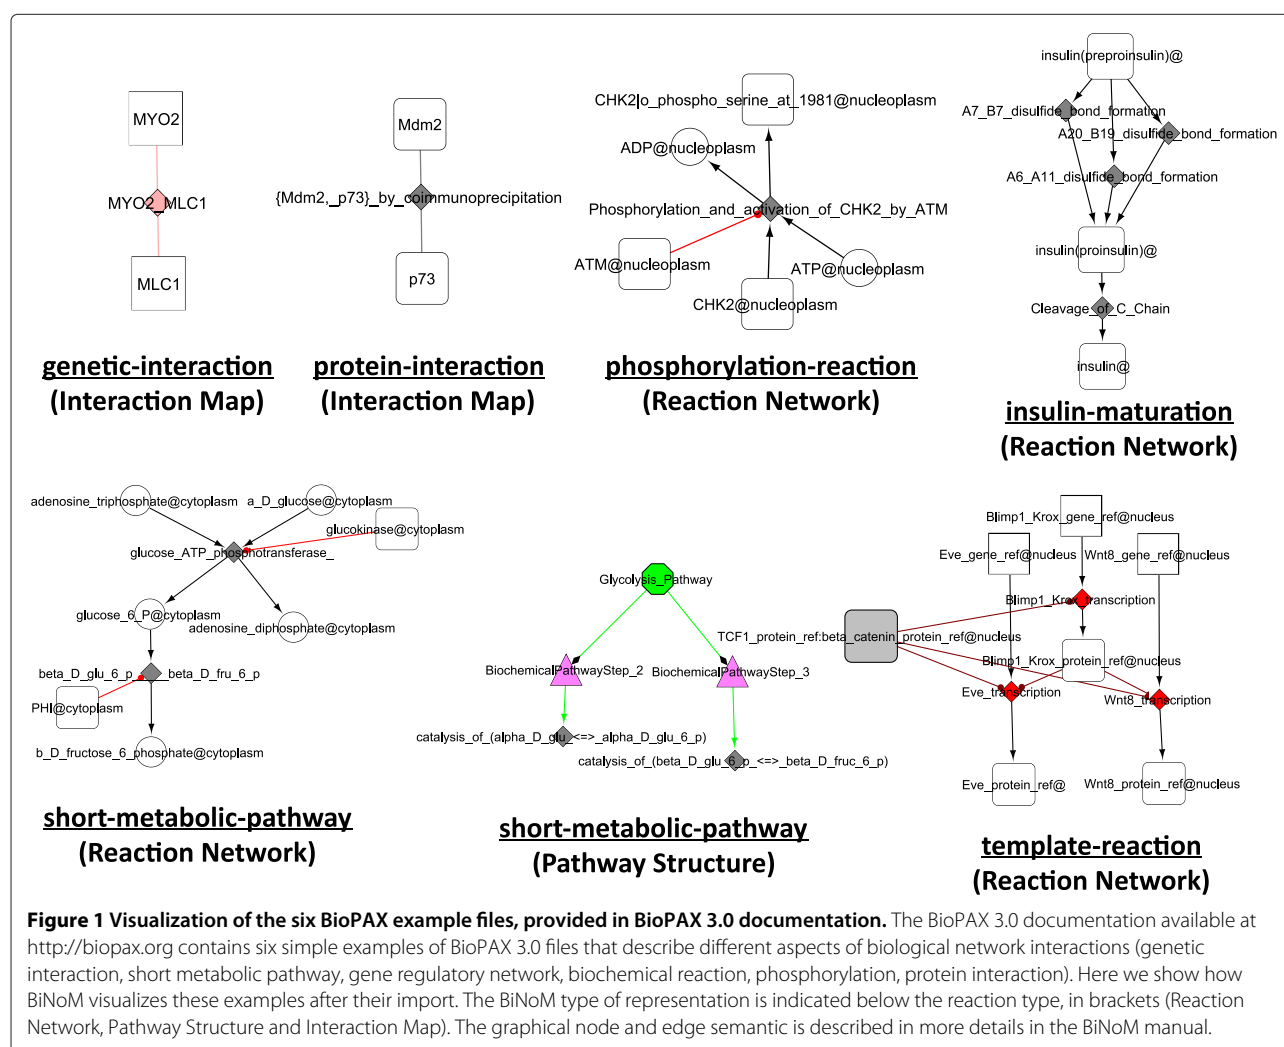 MYO2
MYO2_MLC1
MLC1
genetic-interaction
(Interaction Map)
Mdm2
{Mdm2,_p73}_by_coimmunoprecipitation
p73
protein-interaction
(Interaction Map)
CHK2|o_phospho_serine_at_1981@nucleoplasm
ADP@nucleoplasm
Phosphorylation_and_activation_of_CHK2_by_ATM
ATM@nucleoplasm
ATP@nucleoplasm
CHK2@nucleoplasm
phosphorylation-reaction
(Reaction Network)
insulin(preproinsulin)@
A7_B7_disulfide_bond_formation
A20_B19_disulfide_bond_formation
A6_A11_disulfide_bond_formation
insulin(proinsulin)@
Cleavage_of_C_Chain
insulin@
insulin-maturation
(Reaction Network)
adenosine_triphosphate@cytoplasm
a_D_glucose@cytoplasm
glucokinase@cytoplasm
glucose_ATP_phosphotransferase_
glucose_6_P@cytoplasm
adenosine_diphosphate@cytoplasm
beta_D_glu_6_p___beta_D_fru_6_p
PHI@cytoplasm
b_D_fructose_6_phosphate@cytoplasm
short-metabolic-pathway
(Reaction Network)
Glycolysis_Pathway
BiochemicalPathwayStep_2
BiochemicalPathwayStep_3
catalysis_of_(alpha_D_glu_<=>_alpha_D_glu_6_p)
catalysis_of_(beta_D_glu_6_p_<=>_beta_D_fruc_6_p)
short-metabolic-pathway
(Pathway Structure)
Blimp1_Krox_gene_ref@nucleus
Eve_gene_ref@nucleus
Wnt8_gene_ref@nucleus
Blimp1_Krox_transcription
TCF1_protein_ref:beta_catenin_protein_ref@nucleus
Blimp1_Krox_protein_ref@nucleus
Eve_transcription
Wnt8_transcription
Eve_protein_ref@
Wnt8_protein_ref@nucleus
template-reaction
(Reaction Network)
Figure 1 Visualization of the six BioPAX example files, provided in BioPAX 3.0 documentation. The BioPAX 3.0 documentation available at
http://biopax.org contains six simple examples of BioPAX 3.0 files that describe different aspects of biological network interactions (genetic
interaction, short metabolic pathway, gene regulatory network, biochemical reaction, phosphorylation, protein interaction). Here we show how
BiNoM visualizes these examples after their import. The BiNoM type of representation is indicated below the reaction type, in brackets (Reaction
Network, Pathway Structure and Interaction Map). The graphical node and edge semantic is described in more details in the BiNoM manual.